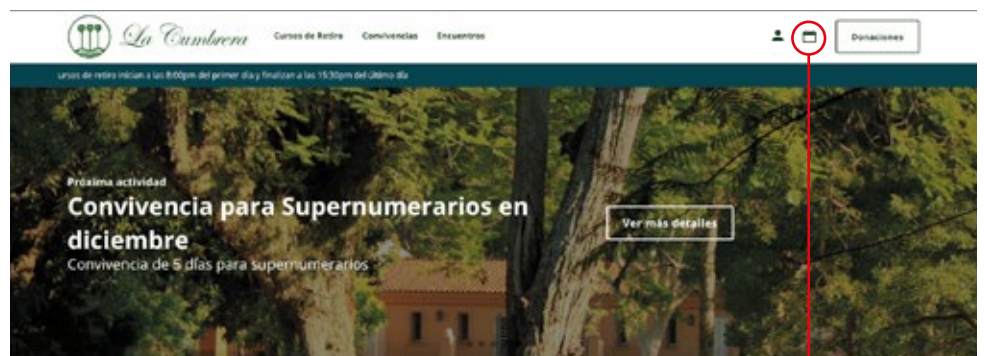 La Cumbrera
Cursos de Retiro Convivencias Encuentros
Donaciones
ursos de retiro inician a las 8:00pm del primer día y finalizan a las 15:30pm del último día
Próxima actividad
Convivencia para Supernumerarios en
diciembre
Convivencia de 5 días para supernumerarios
Ver más detalles